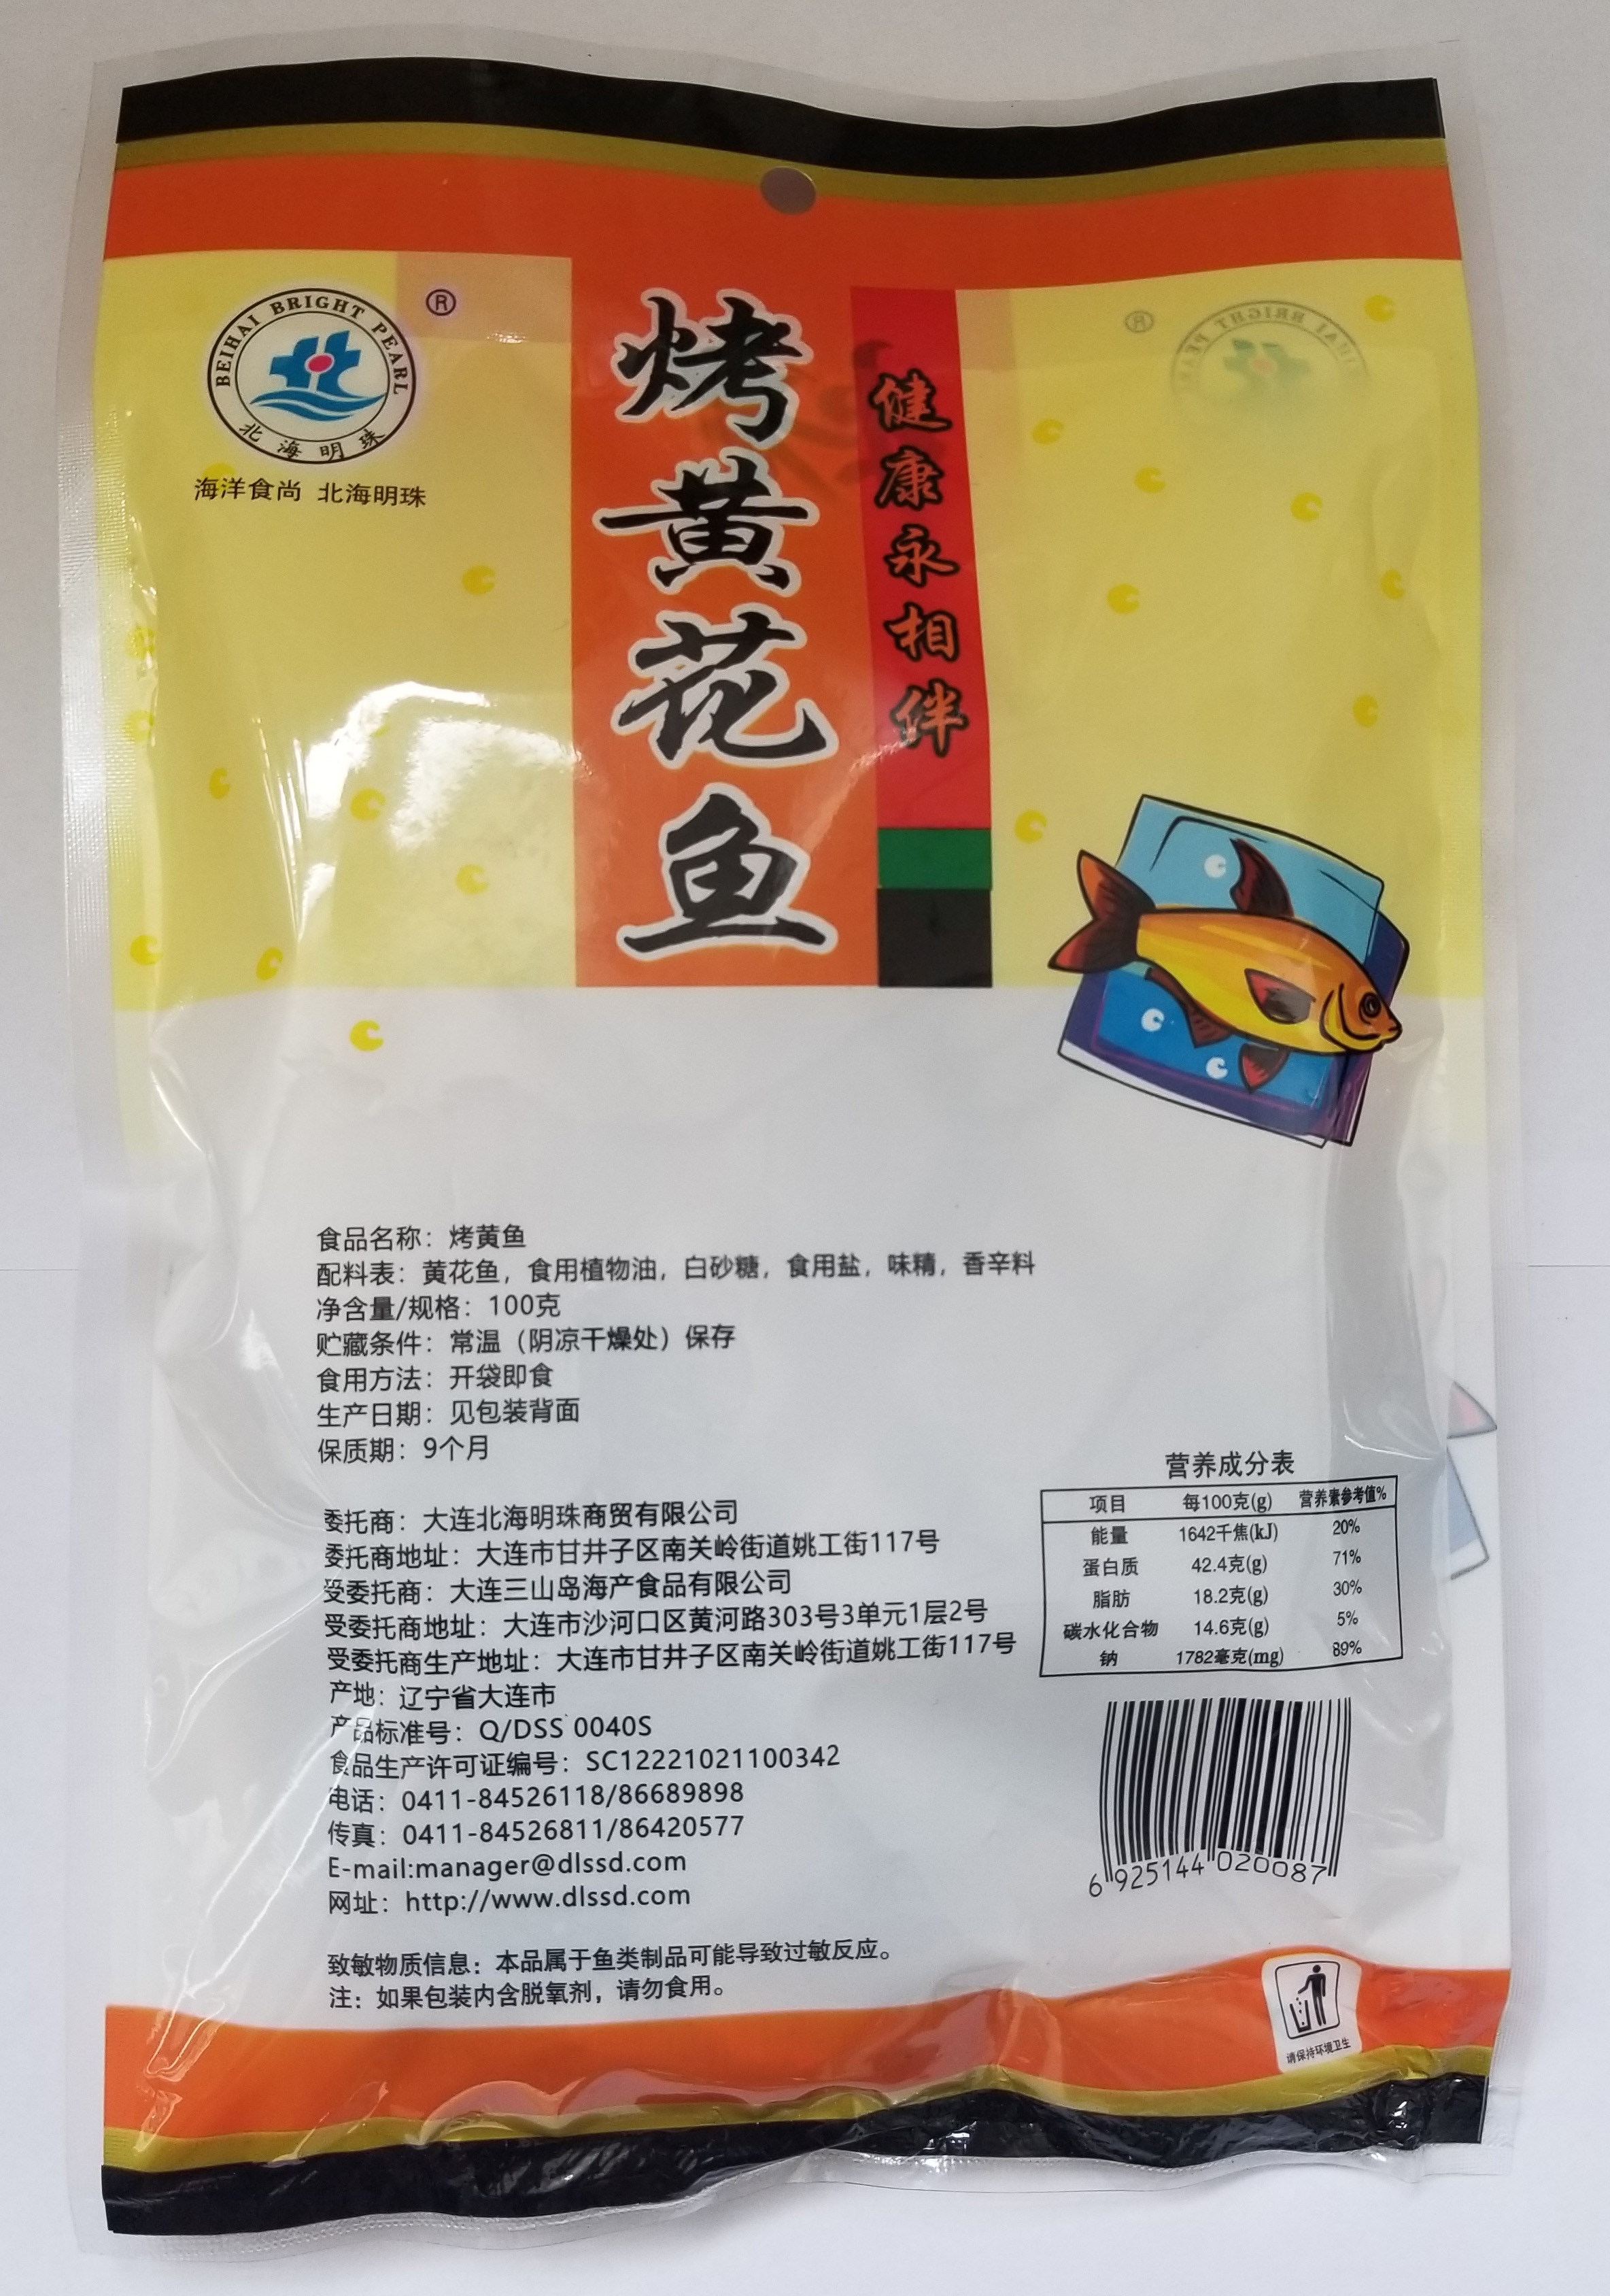 BEIHAI BRIGHT PEARL
®
北海明珠
海洋食尚 北海明珠
烤黄花鱼
健康永相伴
食品名称：烤黄鱼
配料表：黄花鱼，食用植物油，白砂糖，食用盐，味精，香辛料
净含量/规格：100克
贮藏条件：常温（阴凉干燥处）保存
食用方法：开袋即食
生产日期：见包装背面
保质期：9个月
委托商：大连北海明珠商贸有限公司
委托商地址：大连市甘井子区南关岭街道姚工街117号
受委托商：大连三山岛海产食品有限公司
受委托商地址：大连市沙河口区黄河路303号3单元1层2号
受委托商生产地址：大连市甘井子区南关岭街道姚工街117号
产地：辽宁省大连市
产品标准号：Q/DSS 0040S
食品生产许可证编号：SC12221021100342
电话：0411-84526118/86689898
传真：0411-84526811/86420577
E-mail:manager@dlssd.com
网址：http://www.dlssd.com
致敏物质信息：本品属于鱼类制品可能导致过敏反应。
注：如果包装内含脱氧剂，请勿食用。
营养成分表
项目 每100克(g) 营养素参考值%
能量 1642千焦(kJ) 20%
蛋白质 42.4克(g) 71%
脂肪 18.2克(g) 30%
碳水化合物 14.6克(g) 5%
钠 1782毫克(mg) 89%
6 925144 020087
请保持环境卫生